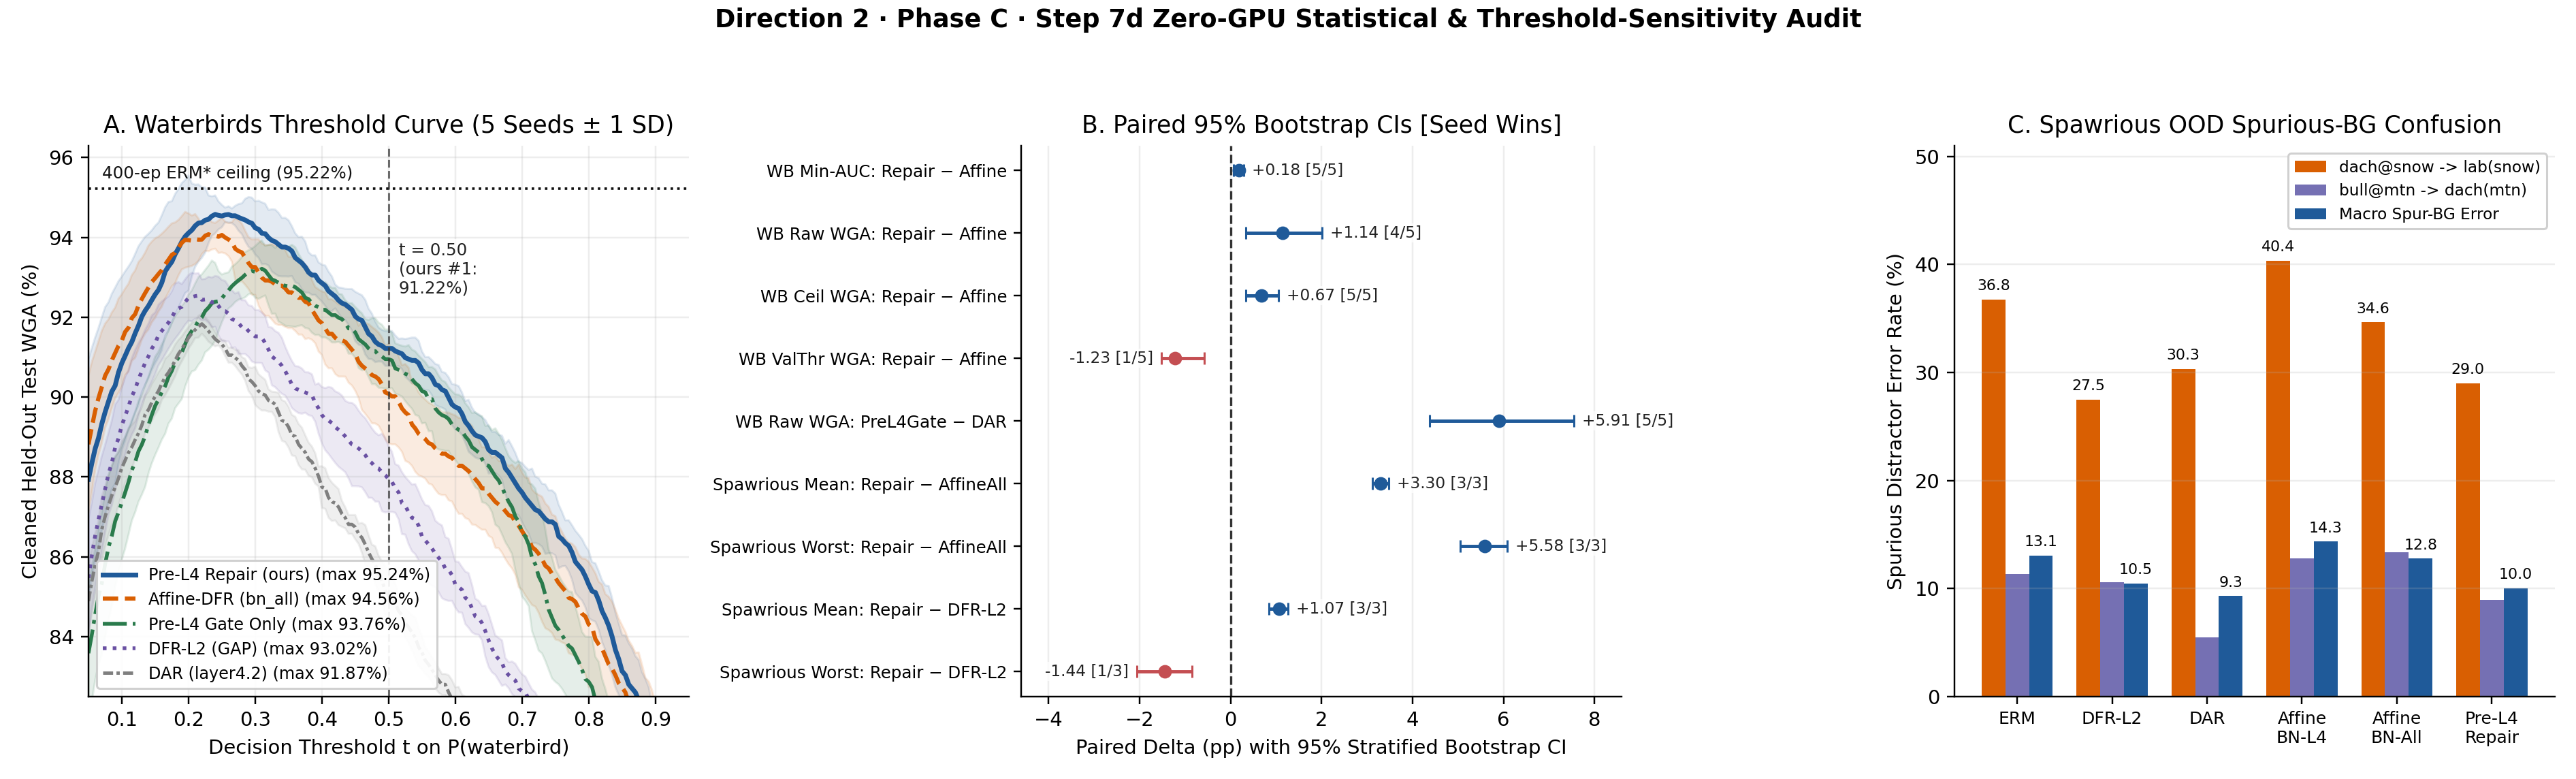 Direction 2 · Phase C · Step 7d Zero-GPU Statistical & Threshold-Sensitivity Audit
A. Waterbirds Threshold Curve (5 Seeds ± 1 SD)
Cleaned Held-Out Test WGA (%)
96
94
92
90
88
86
84
400-ep ERM* ceiling (95.22%)
t = 0.50
(ours #1:
91.22%)
Pre-L4 Repair (ours) (max 95.24%)
Affine-DFR (bn_all) (max 94.56%)
Pre-L4 Gate Only (max 93.76%)
DFR-L2 (GAP) (max 93.02%)
DAR (layer4.2) (max 91.87%)
0.1 0.2 0.3 0.4 0.5 0.6 0.7 0.8 0.9
Decision Threshold t on P(waterbird)
B. Paired 95% Bootstrap CIs [Seed Wins]
WB Min-AUC: Repair − Affine +0.18 [5/5]
WB Raw WGA: Repair − Affine +1.14 [4/5]
WB Ceil WGA: Repair − Affine +0.67 [5/5]
WB ValThr WGA: Repair − Affine -1.23 [1/5]
WB Raw WGA: PreL4Gate − DAR +5.91 [5/5]
Spawrious Mean: Repair − AffineAll +3.30 [3/3]
Spawrious Worst: Repair − AffineAll +5.58 [3/3]
Spawrious Mean: Repair − DFR-L2 +1.07 [3/3]
Spawrious Worst: Repair − DFR-L2 -1.44 [1/3]
−4 −2 0 2 4 6 8
Paired Delta (pp) with 95% Stratified Bootstrap CI
C. Spawrious OOD Spurious-BG Confusion
Spurious Distractor Error Rate (%)
50
40
30
20
10
0
dach@snow -> lab(snow)
bull@mtn -> dach(mtn)
Macro Spur-BG Error
36.8 13.1
27.5 10.5
30.3 9.3
40.4 14.3
34.6 12.8
29.0 10.0
ERM DFR-L2 DAR Affine Affine Pre-L4
BN-L4 BN-All Repair